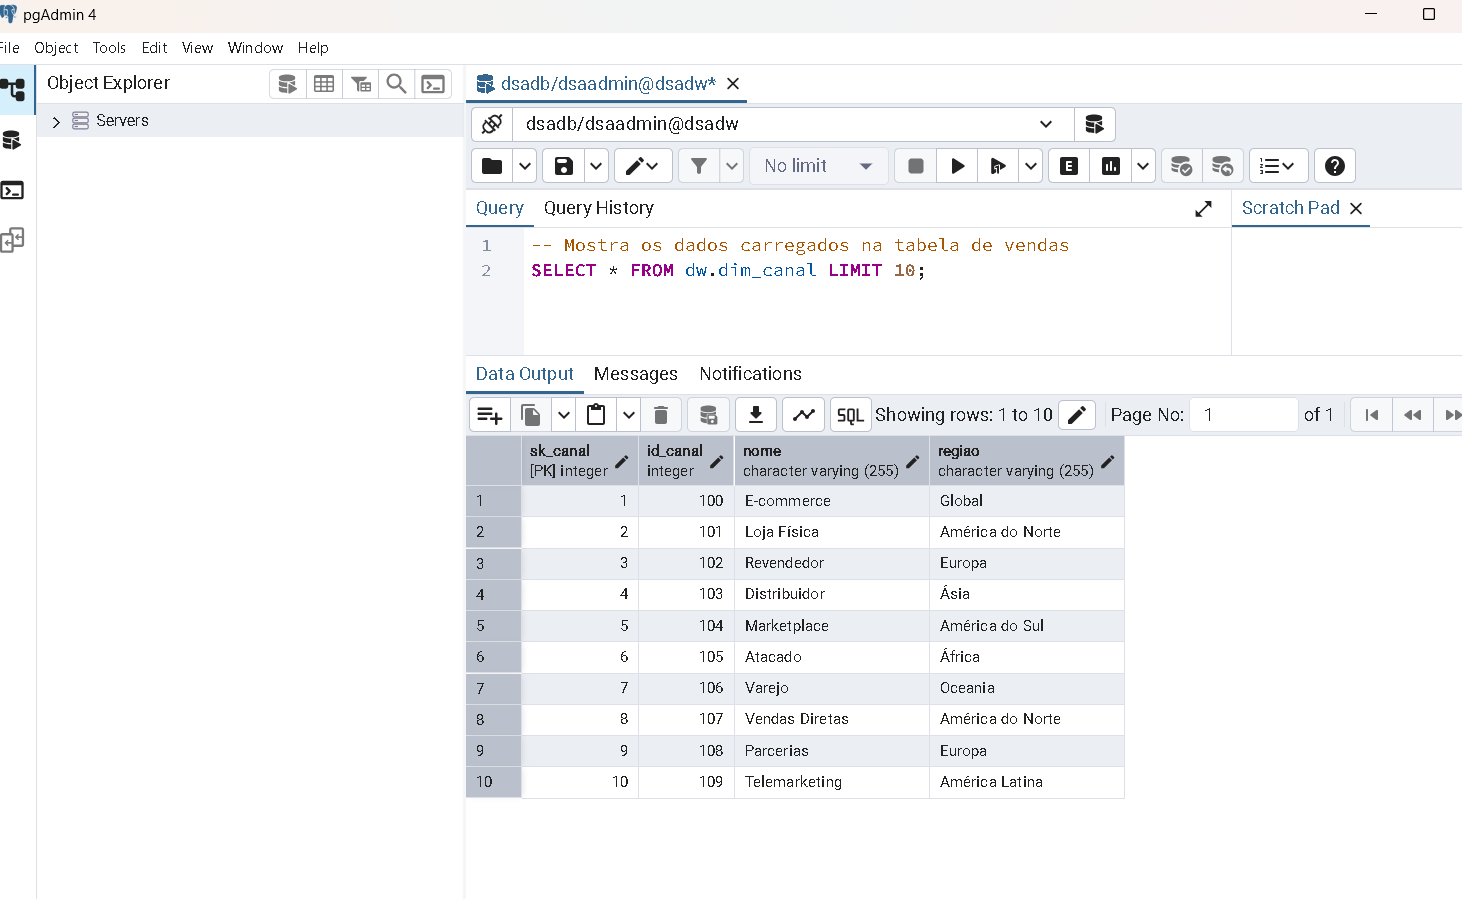 pgAdmin 4
File Object Tools Edit View Window Help
Object Explorer
Servers
dsadb/dsaadmin@dsadw*
dsadb/dsaadmin@dsadw
No limit
E
Query Query History
Scratch Pad
1 -- Mostra os dados carregados na tabela de vendas
2 SELECT * FROM dw.dim_canal LIMIT 10;
Data Output Messages Notifications
SQL Showing rows: 1 to 10 Page No: 1 of 1
sk_canal id_canal nome regiao
[PK] integer integer character varying (255) character varying (255)
1 1 100 E-commerce Global
2 2 101 Loja Física América do Norte
3 3 102 Revendedor Europa
4 4 103 Distribuidor Ásia
5 5 104 Marketplace América do Sul
6 6 105 Atacado África
7 7 106 Varejo Oceania
8 8 107 Vendas Diretas América do Norte
9 9 108 Parcerias Europa
10 10 109 Telemarketing América Latina